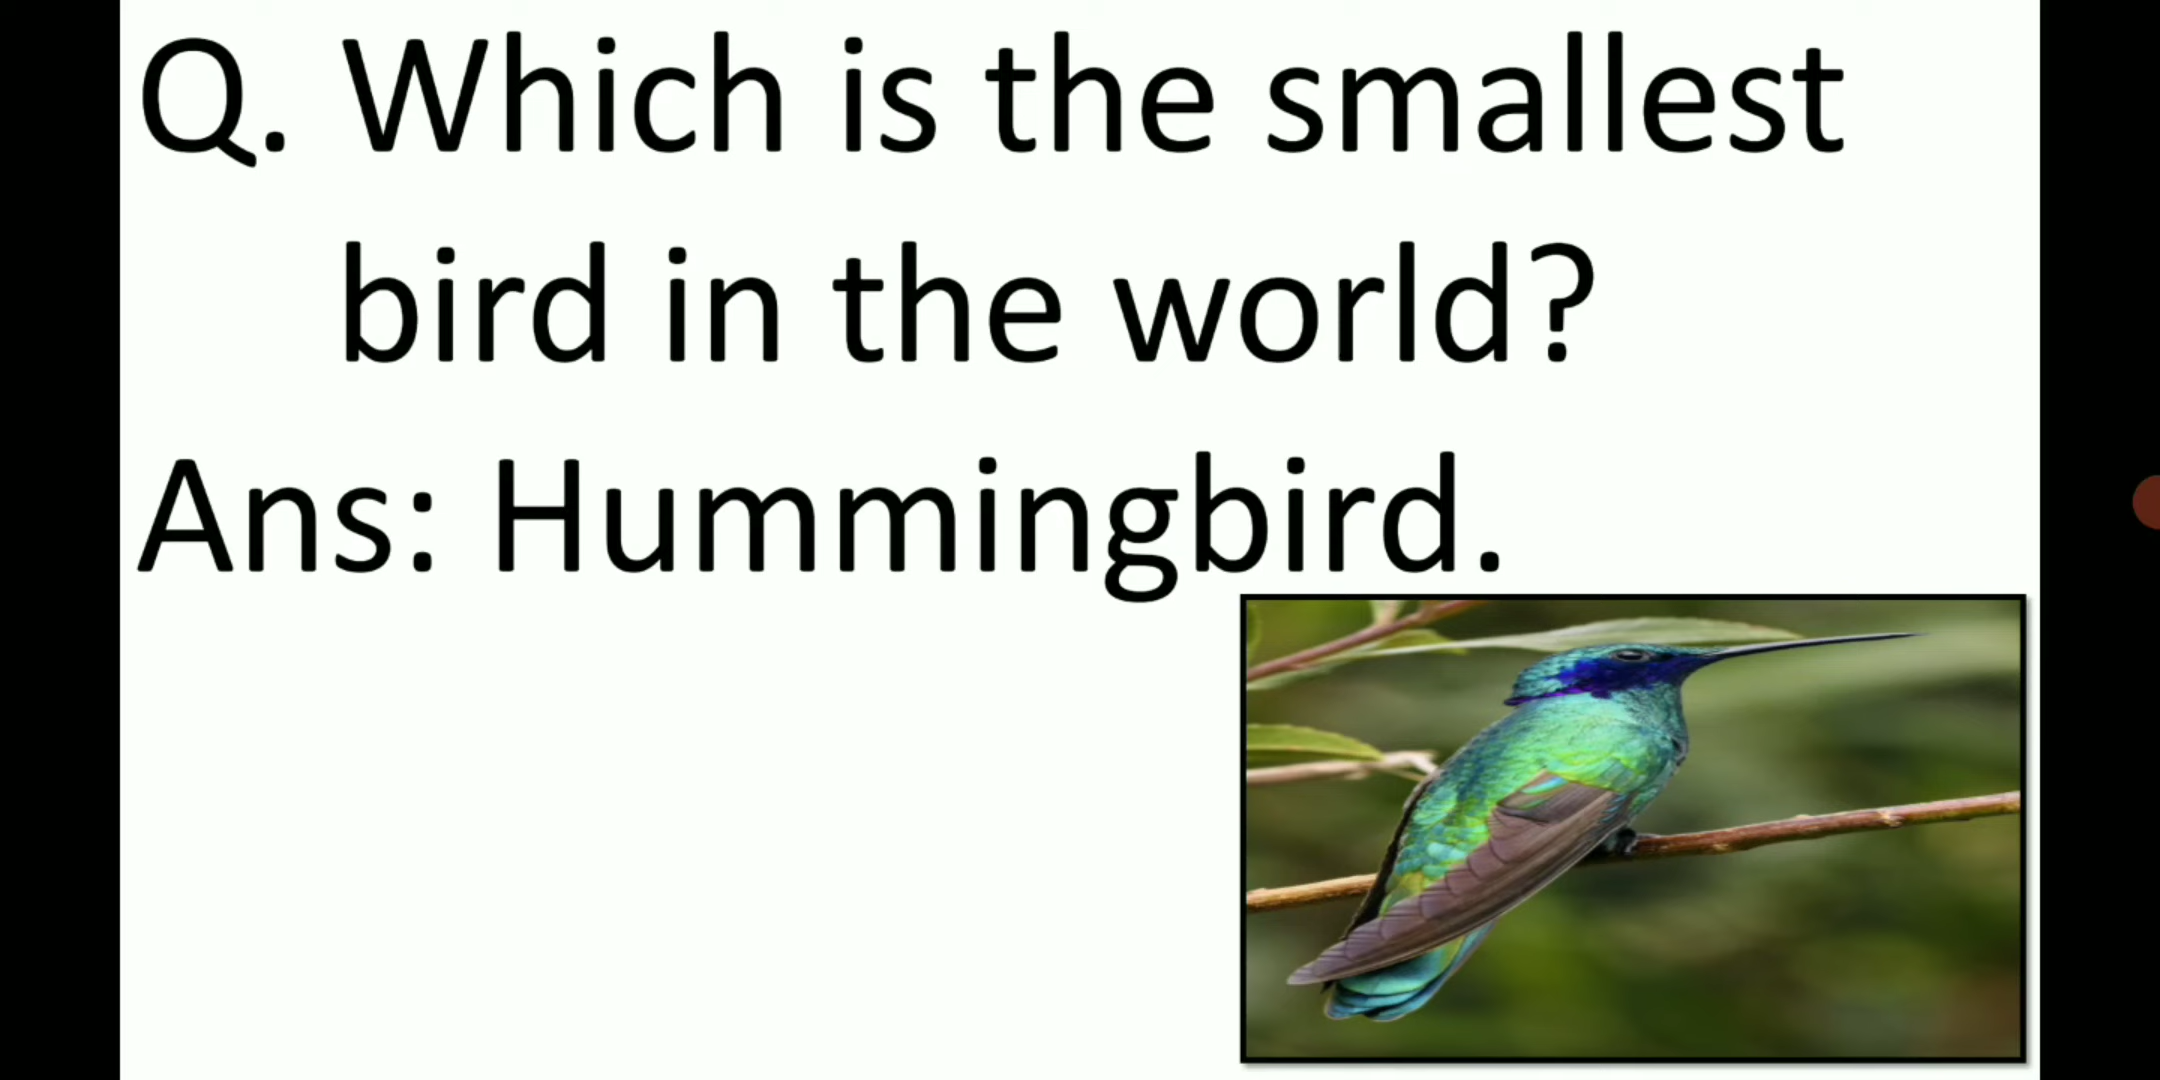 Q. Which is the smallest
bird in the world?
Ans: Hummingbird.